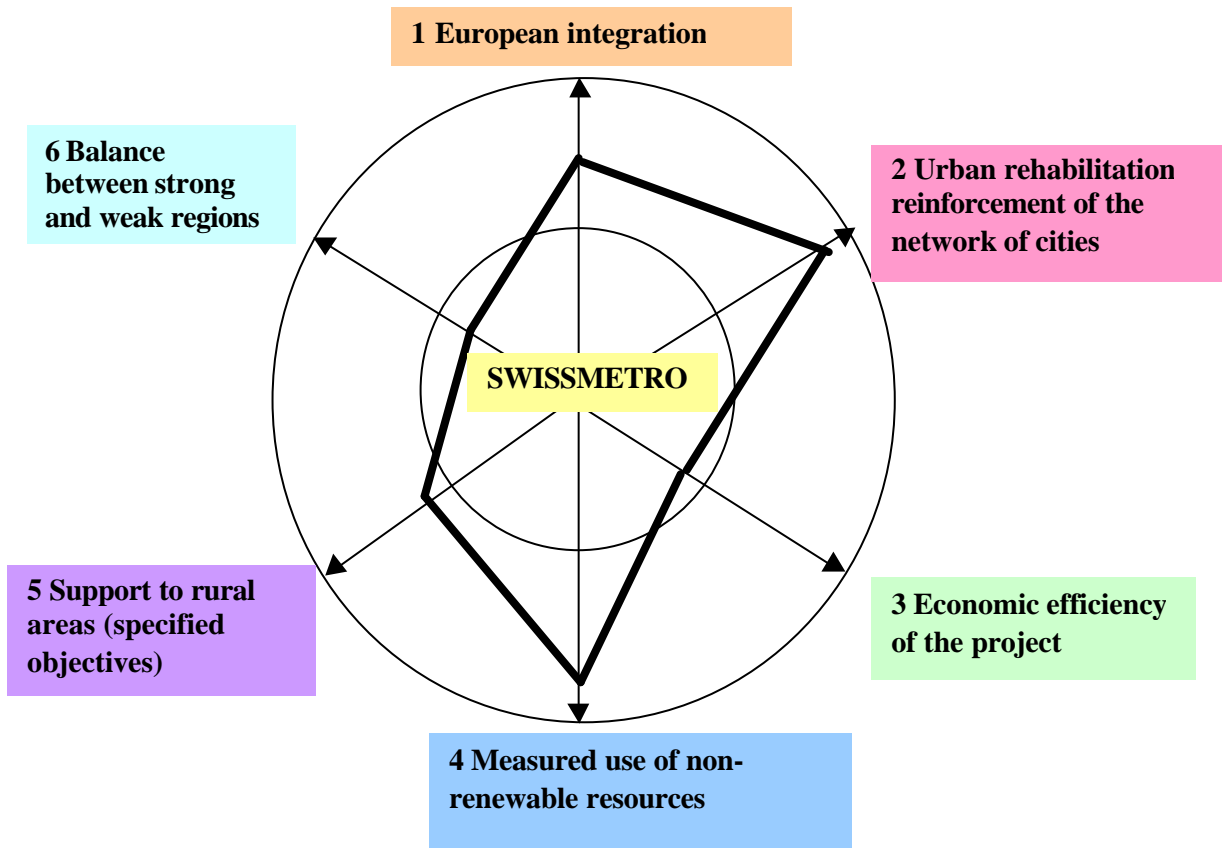 1 European integration
6 Balance
between strong
and weak regions
2 Urban rehabilitation
reinforcement of the
network of cities
SWISSMETRO
5 Support to rural
areas (specified
objectives)
3 Economic efficiency
of the project
4 Measured use of non-
renewable resources